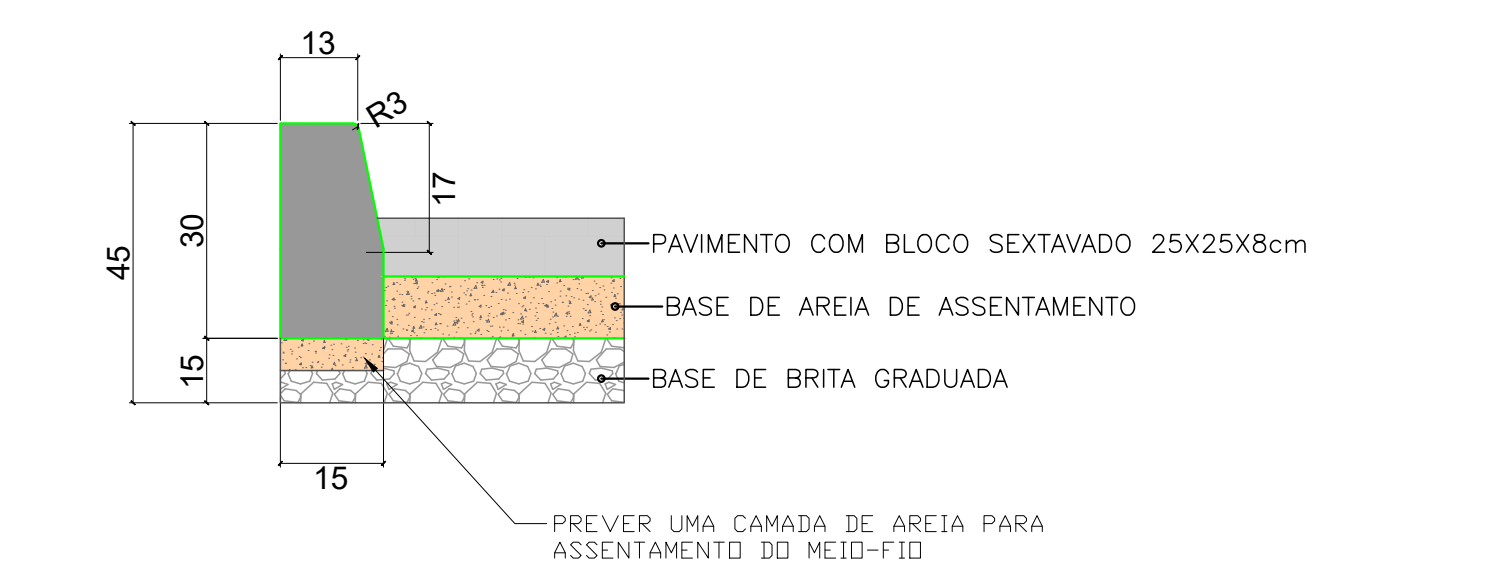 13
R3
17
30
45
15
15
PAVIMENTO COM BLOCO SEXTAVADO 25X25X8cm
BASE DE AREIA DE ASSENTAMENTO
BASE DE BRITA GRADUADA
PREVER UMA CAMADA DE AREIA PARA
ASSENTAMENTO DO MEIO-FIO